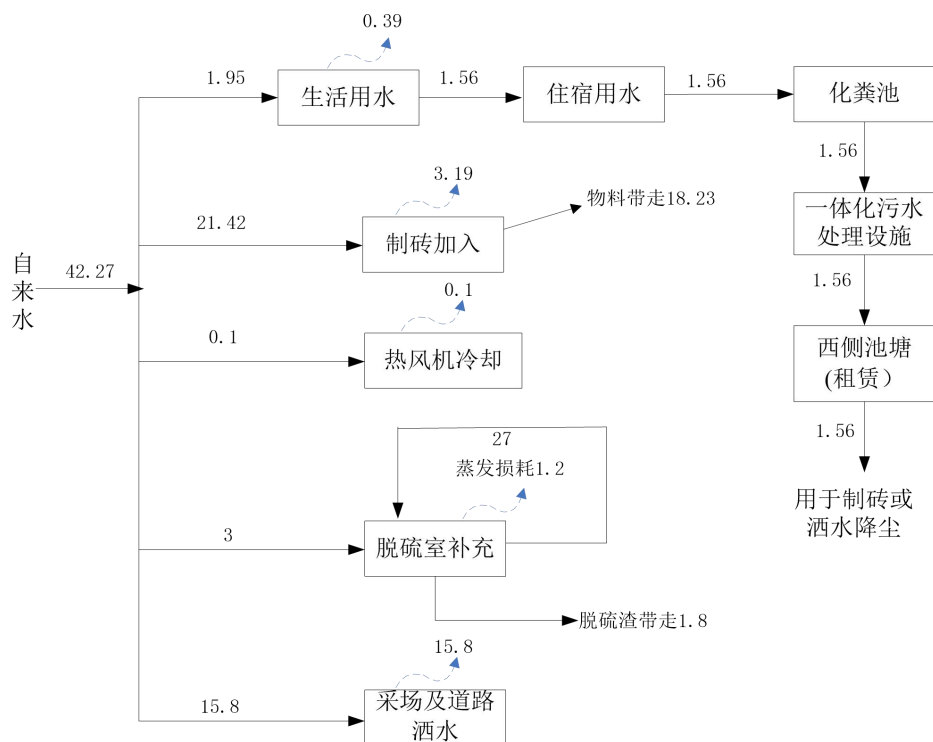 0.39
1.95
生活用水
1.56
住宿用水
1.56
化粪池
1.56
3.19
物料带走18.23
一体化污水
处理设施
21.42
制砖加入
自来水
42.27
1.56
0.1
0.1
热风机冷却
西侧池塘
(租赁）
27
1.56
蒸发损耗1.2
用于制砖或
洒水降尘
3
脱硫室补充
脱硫渣带走1.8
15.8
15.8
采场及道路
洒水